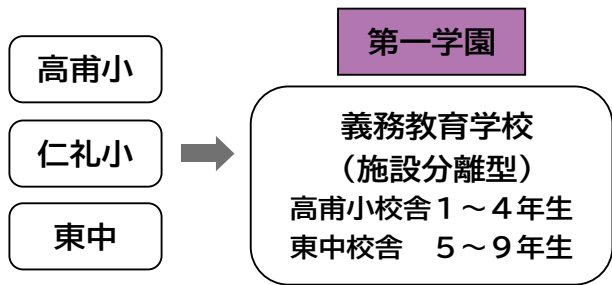 高甫小
仁礼小
東中
第一学園
義務教育学校
（施設分離型）
高甫小校舎１～４年生
東中校舎　５～９年生